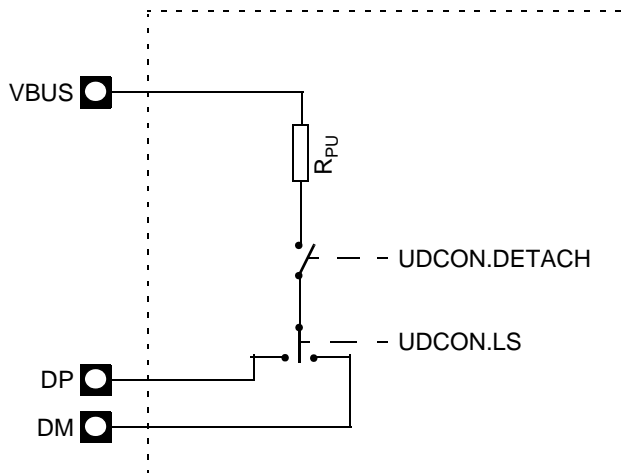 VBUS
RPU
UDCON.DETACH
UDCON.LS
DP
DM